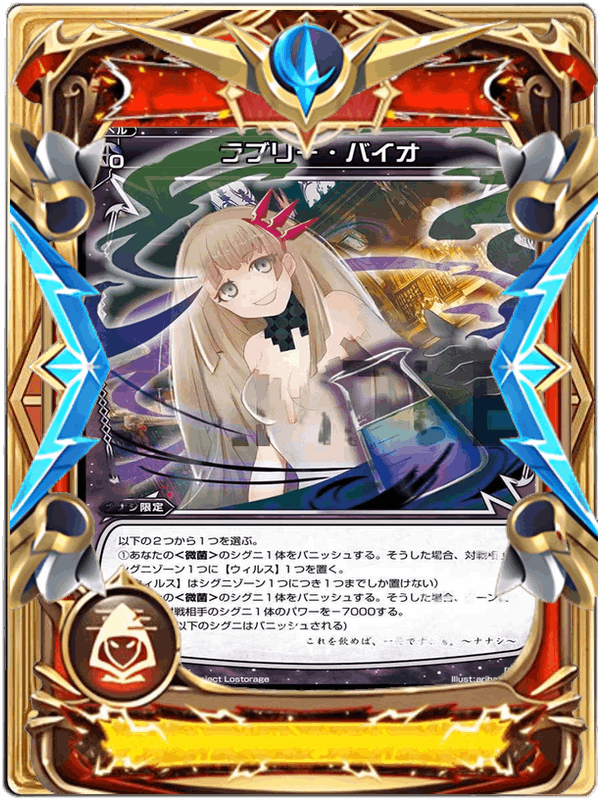 ベル
0
ラブリー・バイオ
ナナシ限定
以下の2つから1つを選ぶ。
①あなたの<微菌>のシグニ1体をバニッシュする。そうした場合、対戦相
シグニゾーン1つに【ウィルス】1つを置く。
ィルス】はシグニゾーン1つにつき1つまでしか置けない)
の<微菌>のシグニ1体をバニッシュする。そうした場合、
戦相手のシグニ1体のパワーを−7000する。
以下のシグニはバニッシュされる)
これを飲めば、
～ナナシ～
ject Lostorage
Illust: